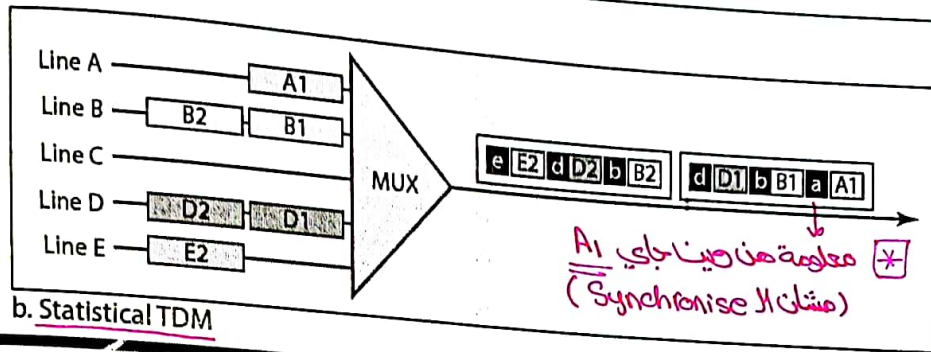 Line A
A1
Line B
B2 B1
Line C
Line D
D2 D1
Line E
E2
MUX
e E2 d D2 b B2 d D1 b B1 a A1
* معلومة من وين جاي A1
(مشان ال Synchronise)
b. Statistical TDM